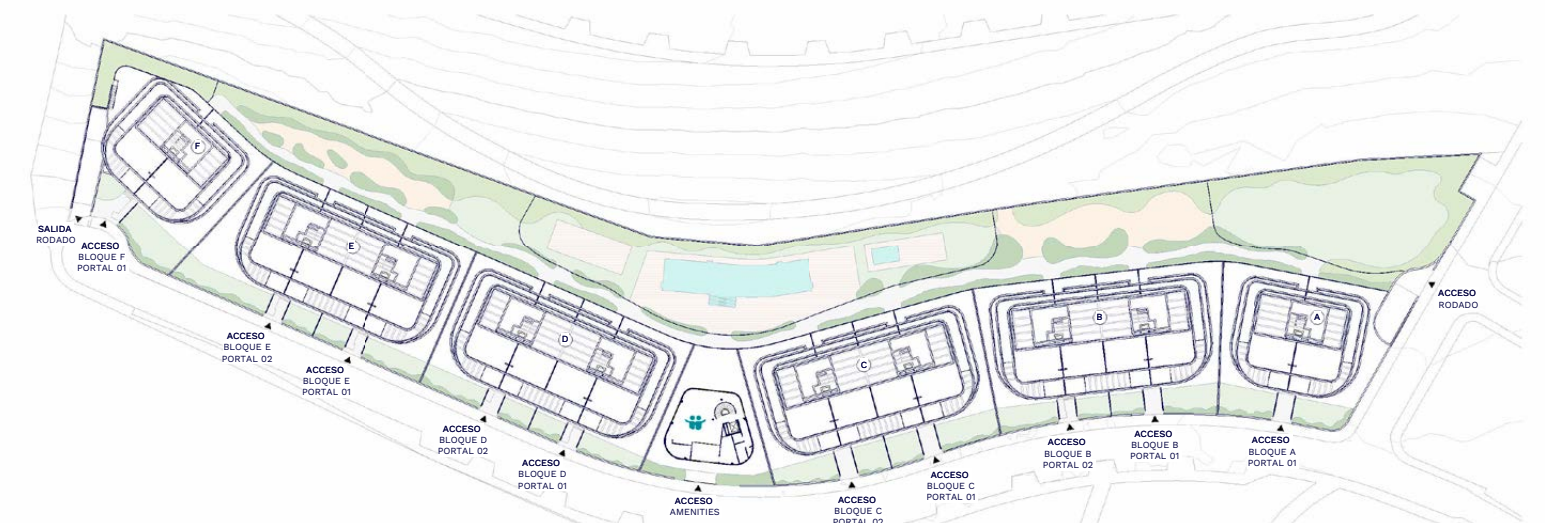 F
E
D
C
B
A
SALIDA
RODADO
ACCESO
BLOQUE F
PORTAL 01
ACCESO
BLOQUE E
PORTAL 02
ACCESO
BLOQUE E
PORTAL 01
ACCESO
BLOQUE D
PORTAL 02
ACCESO
BLOQUE D
PORTAL 01
ACCESO
AMENITIES
ACCESO
BLOQUE C
PORTAL 02
ACCESO
BLOQUE C
PORTAL 01
ACCESO
BLOQUE B
PORTAL 02
ACCESO
BLOQUE B
PORTAL 01
ACCESO
BLOQUE A
PORTAL 01
ACCESO
RODADO